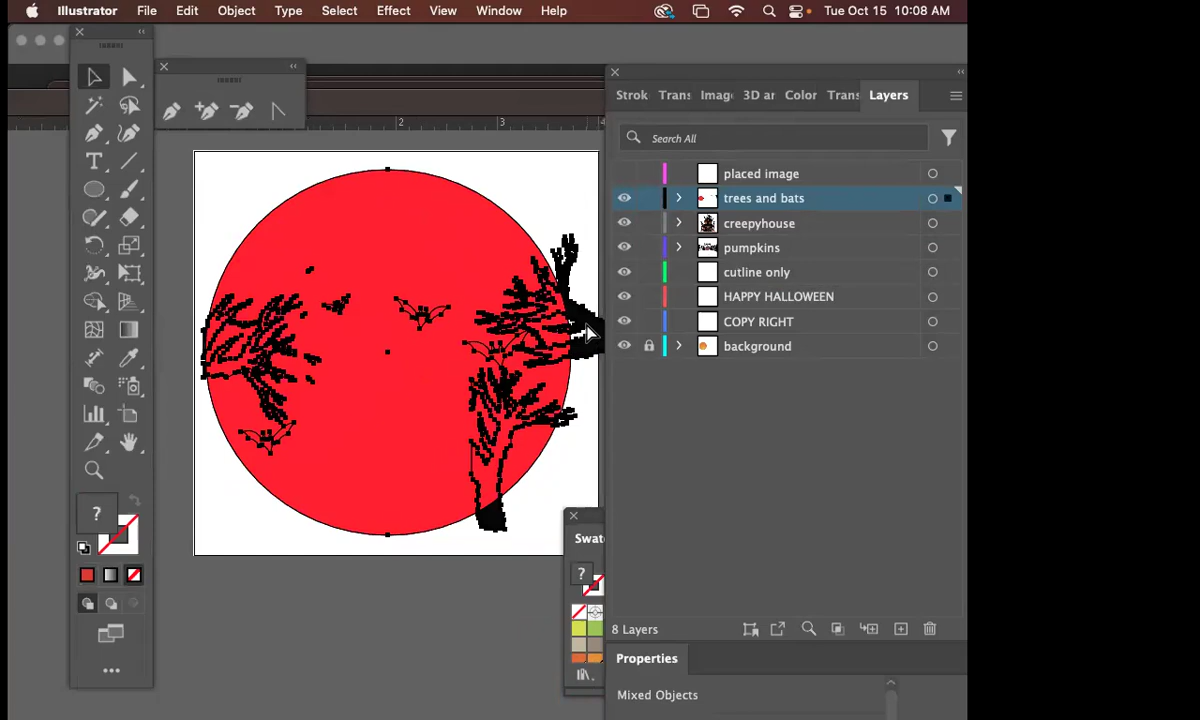 Illustrator File Edit Object Type Select Effect View Window Help Tue Oct 15 10:08 AM
2 3 4
Strok Trans Imag 3D ar Color Trans Layers
Search All
placed image
trees and bats
creepyhouse
pumpkins
cutline only
HAPPY HALLOWEEN
COPY RIGHT
background
?
Swat
?
8 Layers
Properties
Mixed Objects